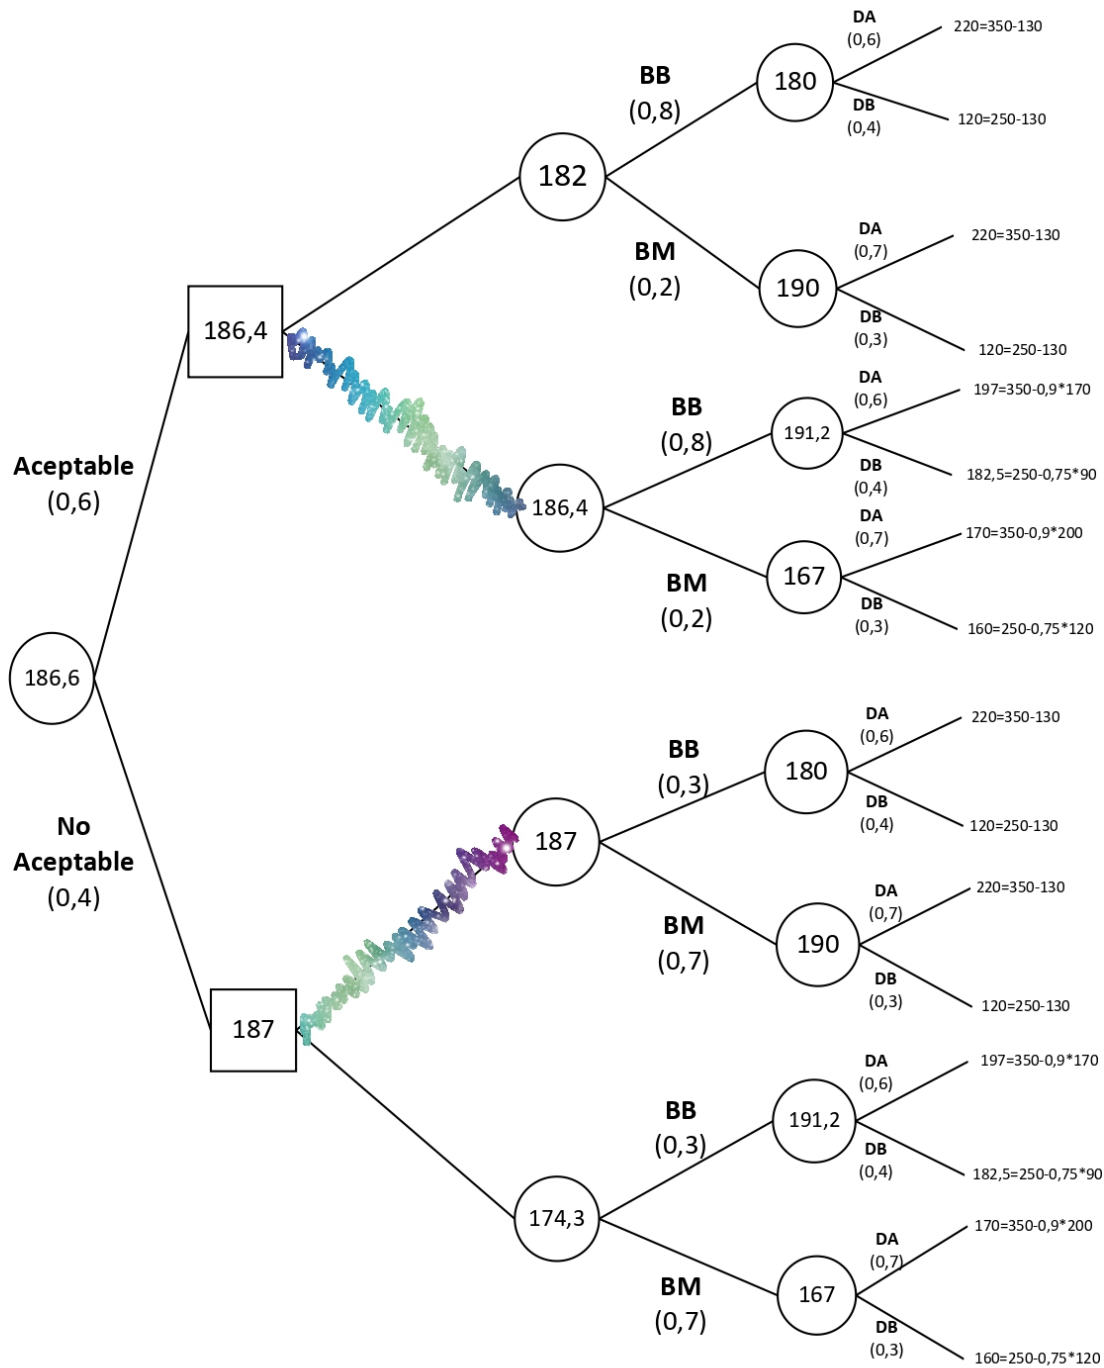 DA
(0,6)
220=350-130
BB
(0,8)
180
DB
(0,4)
120=250-130
182
DA
(0,7)
220=350-130
BM
(0,2)
190
DB
(0,3)
120=250-130
186,4
DA
(0,6)
197=350-0,9*170
BB
(0,8)
191,2
DB
(0,4)
182,5=250-0,75*90
Aceptable
(0,6)
186,4
DA
(0,7)
170=350-0,9*200
BM
(0,2)
167
DB
(0,3)
160=250-0,75*120
186,6
DA
(0,6)
220=350-130
BB
(0,3)
180
DB
(0,4)
120=250-130
No
Aceptable
(0,4)
187
DA
(0,7)
220=350-130
BM
(0,7)
190
DB
(0,3)
120=250-130
187
DA
(0,6)
197=350-0,9*170
BB
(0,3)
191,2
DB
(0,4)
182,5=250-0,75*90
174,3
DA
(0,7)
170=350-0,9*200
BM
(0,7)
167
DB
(0,3)
160=250-0,75*120